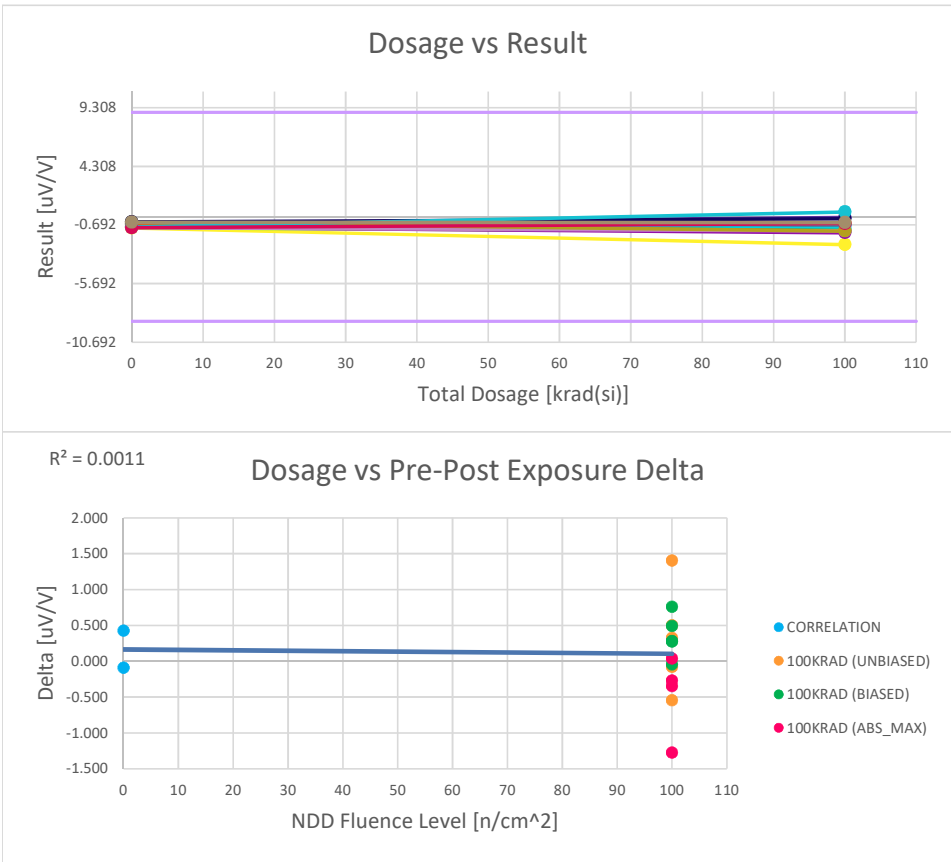 Dosage vs Result
Result [uV/V]
9.308
4.308
-0.692
-5.692
-10.692
0 10 20 30 40 50 60 70 80 90 100 110
Total Dosage [krad(si)]
R² = 0.0011
Dosage vs Pre-Post Exposure Delta
Delta [uV/V]
2.000
1.500
1.000
0.500
0.000
-0.500
-1.000
-1.500
0 10 20 30 40 50 60 70 80 90 100 110
NDD Fluence Level [n/cm^2]
CORRELATION
100KRAD (UNBIASED)
100KRAD (BIASED)
100KRAD (ABS_MAX)